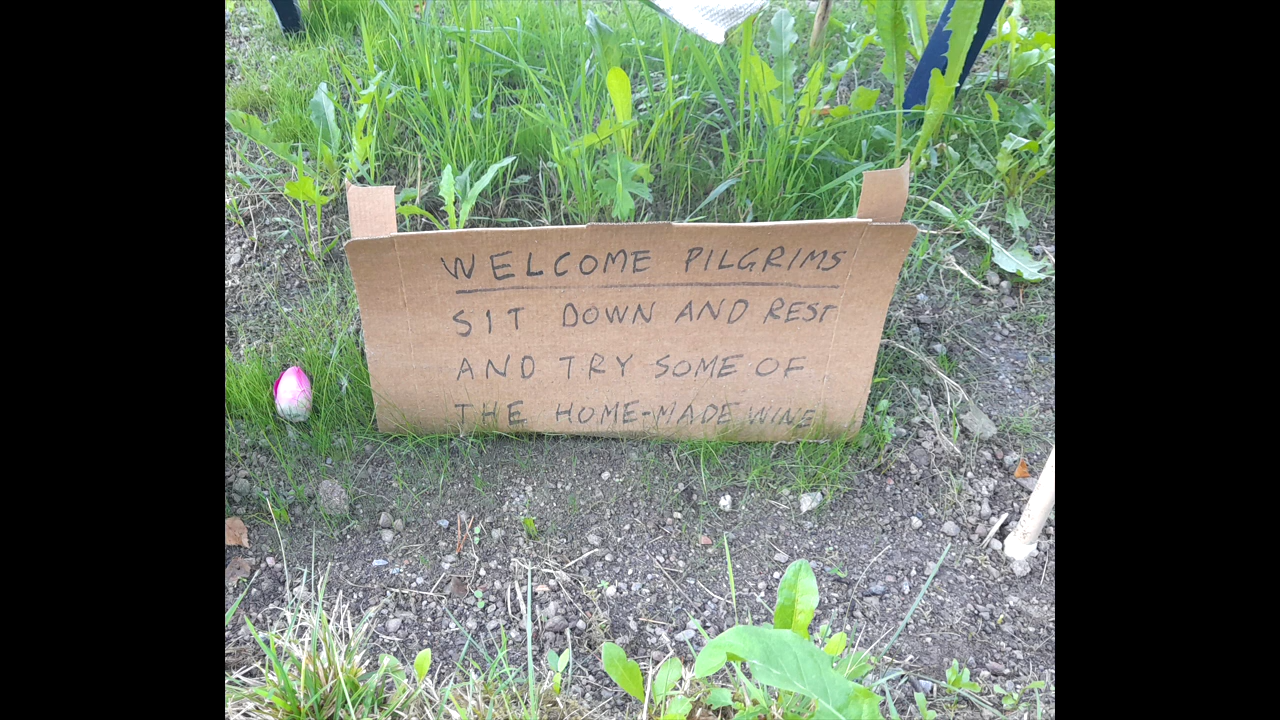 WELCOME PILGRIMS
SIT DOWN AND REST
AND TRY SOME OF
THE HOME-MADE WINE